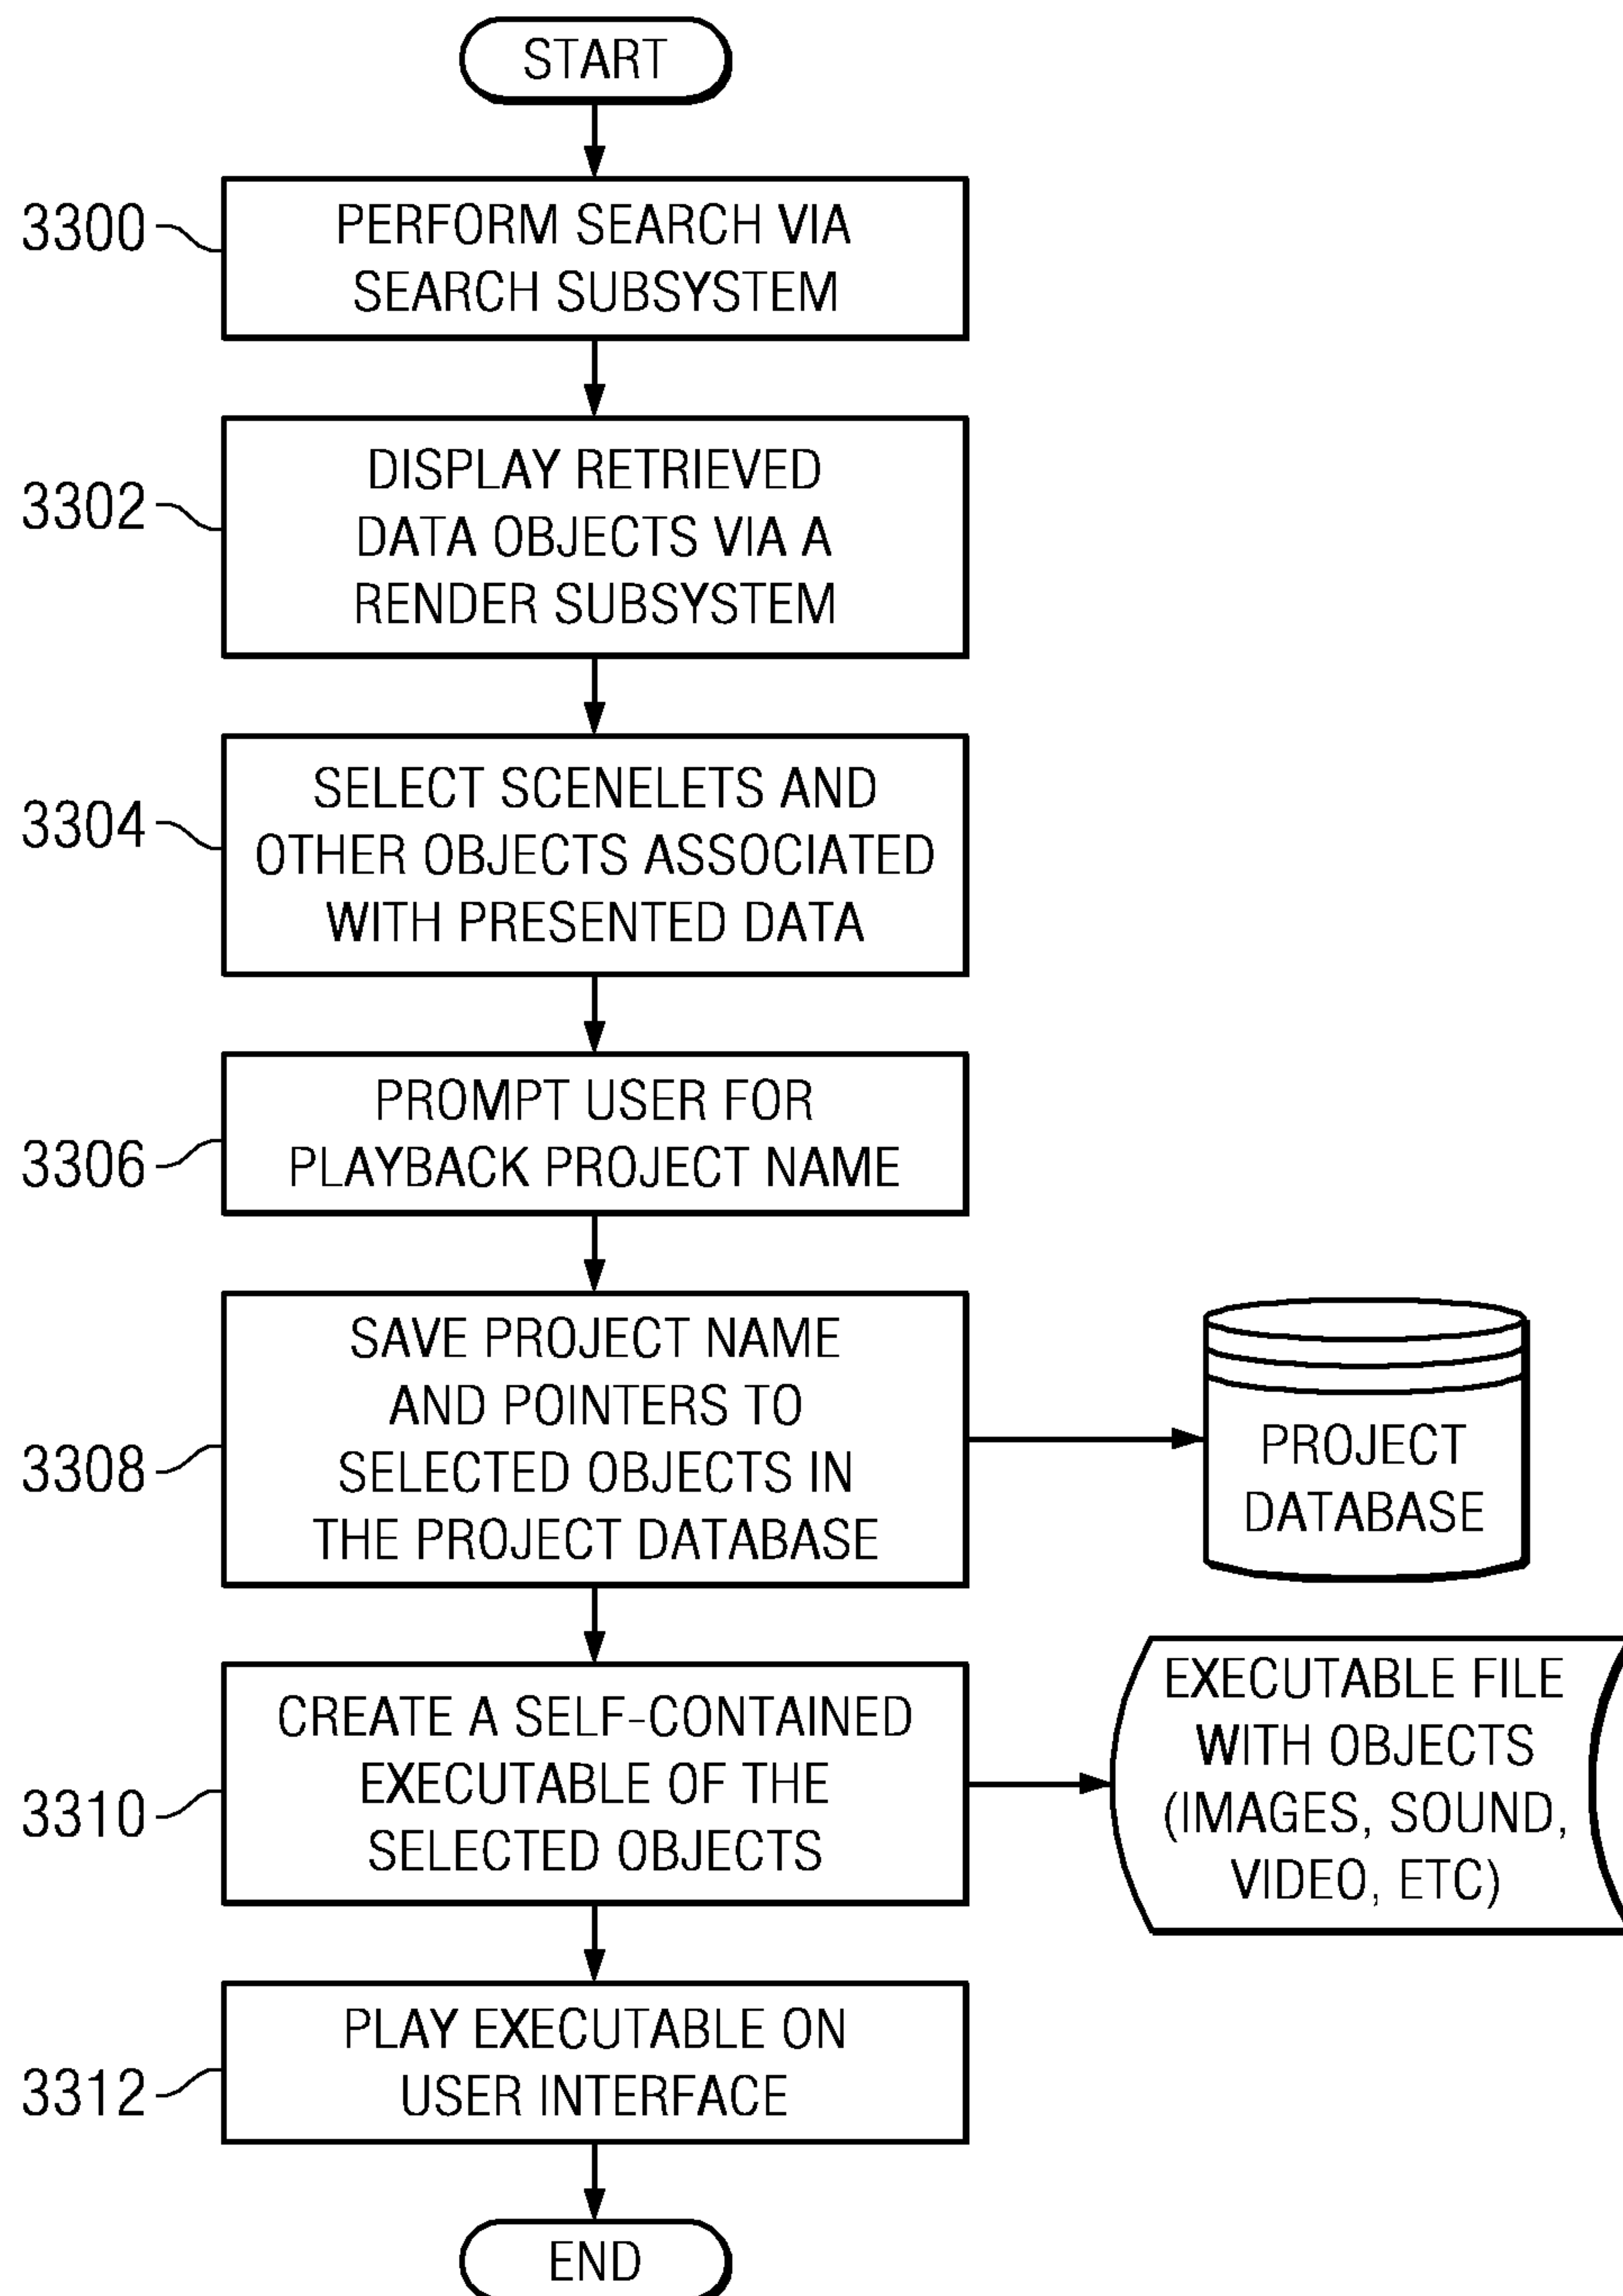 START
3300
PERFORM SEARCH VIA
SEARCH SUBSYSTEM
3302
DISPLAY RETRIEVED
DATA OBJECTS VIA A
RENDER SUBSYSTEM
3304
SELECT SCENELETS AND
OTHER OBJECTS ASSOCIATED
WITH PRESENTED DATA
3306
PROMPT USER FOR
PLAYBACK PROJECT NAME
3308
SAVE PROJECT NAME
AND POINTERS TO
SELECTED OBJECTS IN
THE PROJECT DATABASE
PROJECT
DATABASE
3310
CREATE A SELF-CONTAINED
EXECUTABLE OF THE
SELECTED OBJECTS
EXECUTABLE FILE
WITH OBJECTS
(IMAGES, SOUND,
VIDEO, ETC)
3312
PLAY EXECUTABLE ON
USER INTERFACE
END